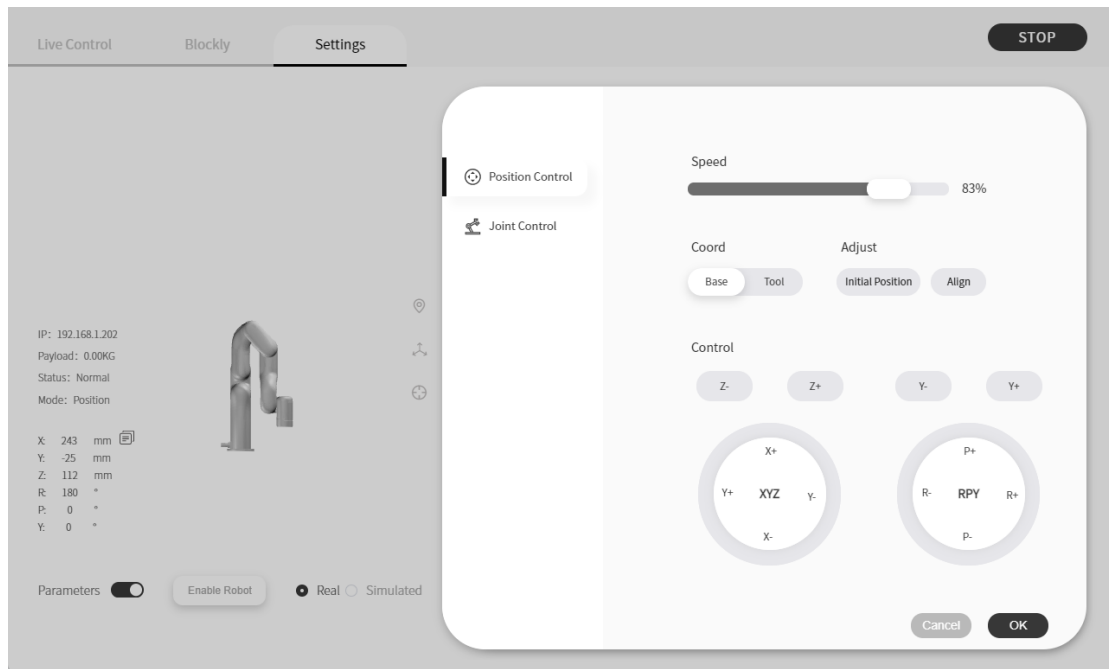 Live Control Blockly Settings STOP
Position Control
Joint Control
Speed
83%
Coord Adjust
Base Tool Initial Position Align
Control
Z- Z+ Y- Y+
X+
Y+ XYZ Y-
X-
P+
R- RPY R+
P-
IP: 192.168.1.202
Payload: 0.00KG
Status: Normal
Mode: Position
X: 243 mm
Y: -25 mm
Z: 112 mm
R: 180 °
P: 0 °
Y: 0 °
Parameters Enable Robot Real Simulated
Cancel OK